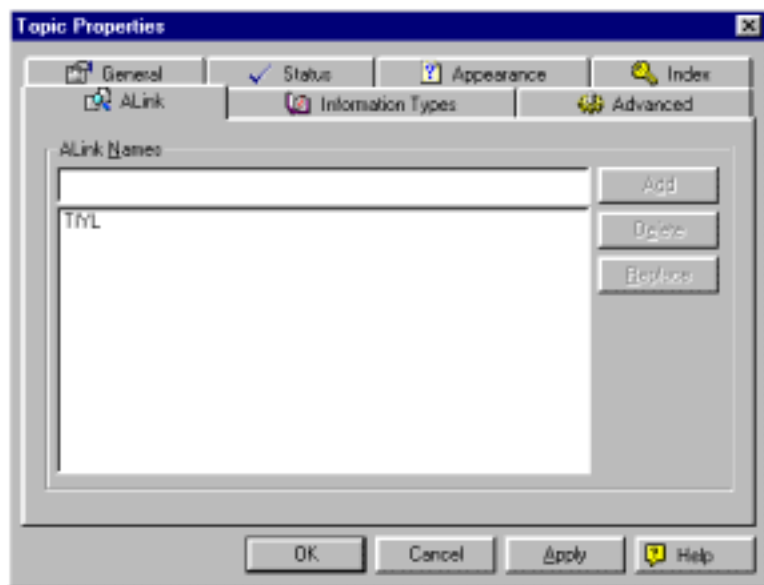 Topic Properties
General Status Appearance Index
ALink Information Types Advanced
ALink Names
Add
TIYL
Delete
Replace
OK Cancel Apply Help